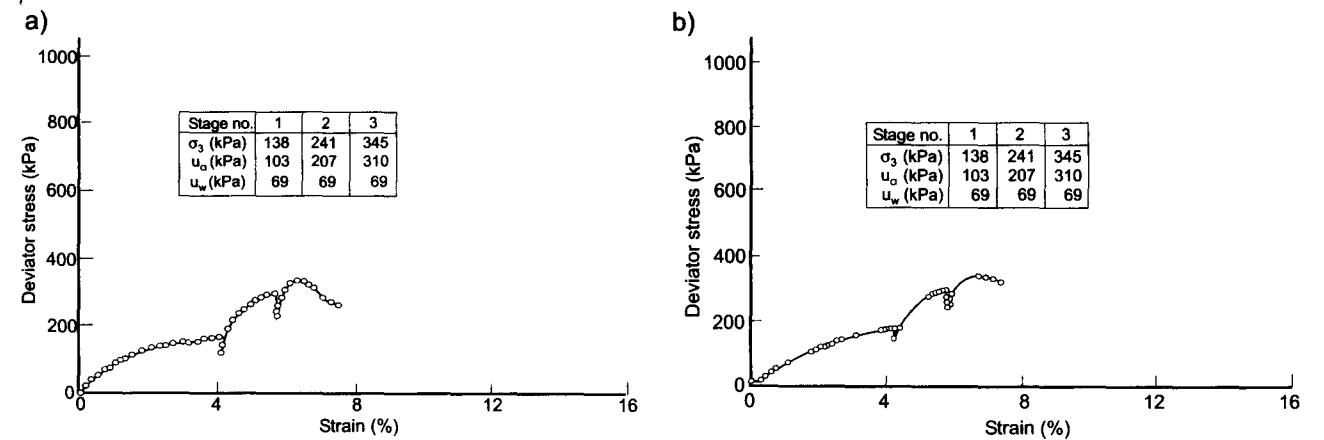 a)
Deviator stress (kPa)
1000
800
600
400
200
0
Stage no. 1 2 3
σ₃ (kPa) 138 241 345
uₐ (kPa) 103 207 310
u_w (kPa) 69 69 69
0 4 8 12 16
Strain (%)
b)
Deviator stress (kPa)
1000
800
600
400
200
0
Stage no. 1 2 3
σ₃ (kPa) 138 241 345
uₐ (kPa) 103 207 310
u_w (kPa) 69 69 69
0 4 8 12 16
Strain (%)